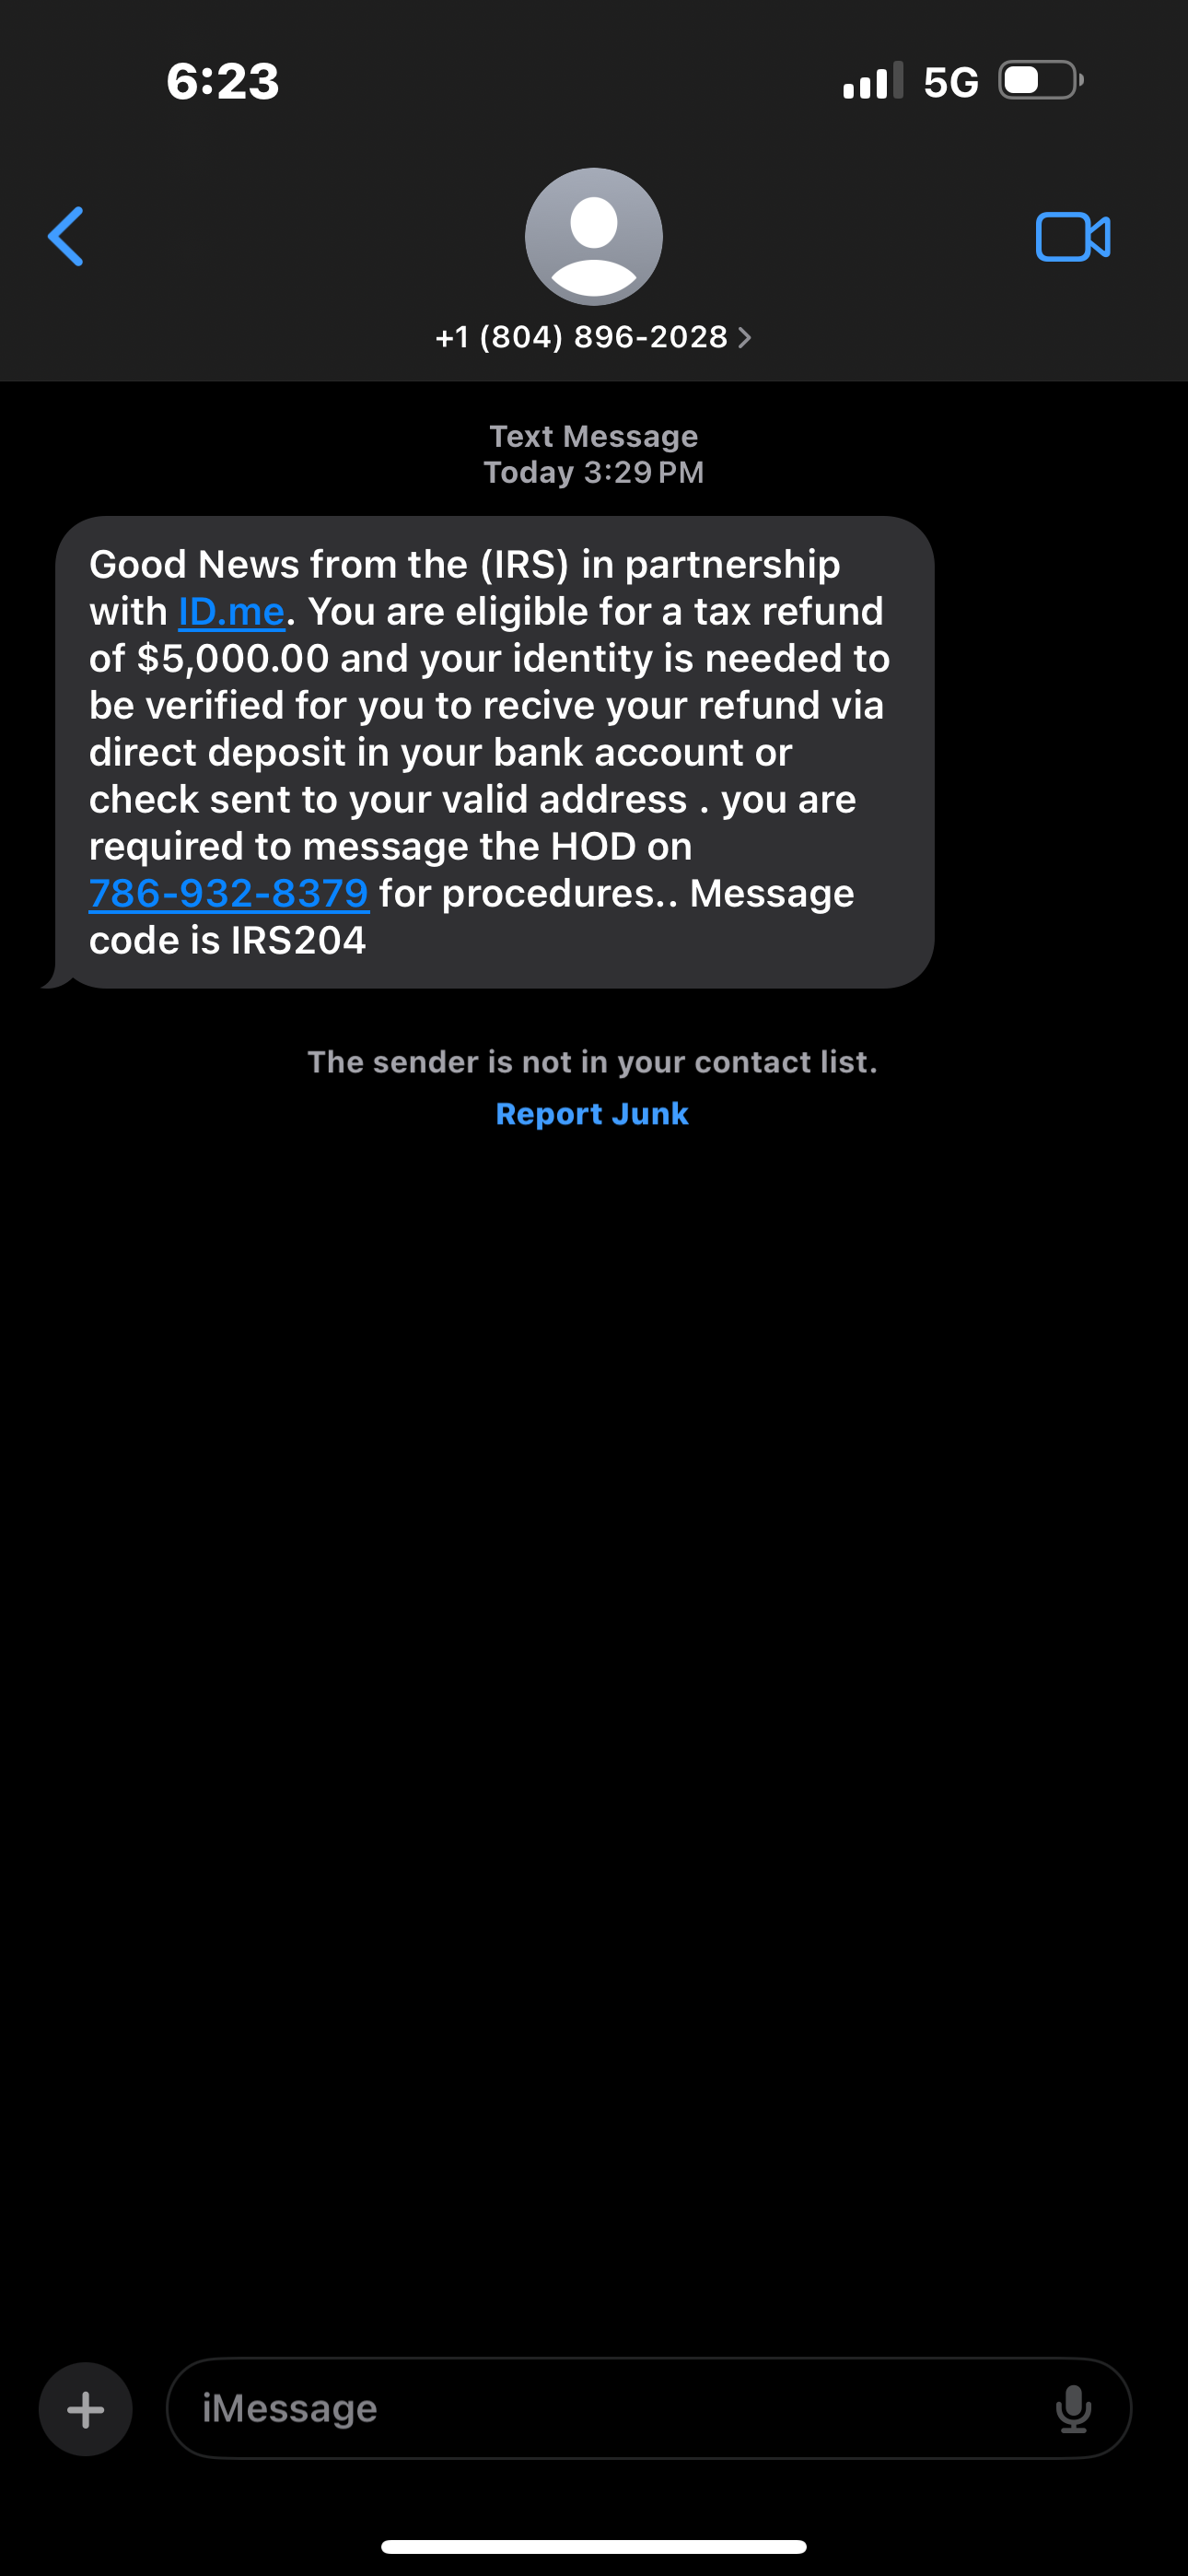 6:23
5G
+1 (804) 896-2028
Text Message
Today 3:29 PM
Good News from the (IRS) in partnership
with ID.me. You are eligible for a tax refund
of $5,000.00 and your identity is needed to
be verified for you to recive your refund via
direct deposit in your bank account or
check sent to your valid address . you are
required to message the HOD on
786-932-8379 for procedures.. Message
code is IRS204
The sender is not in your contact list.
Report Junk
iMessage